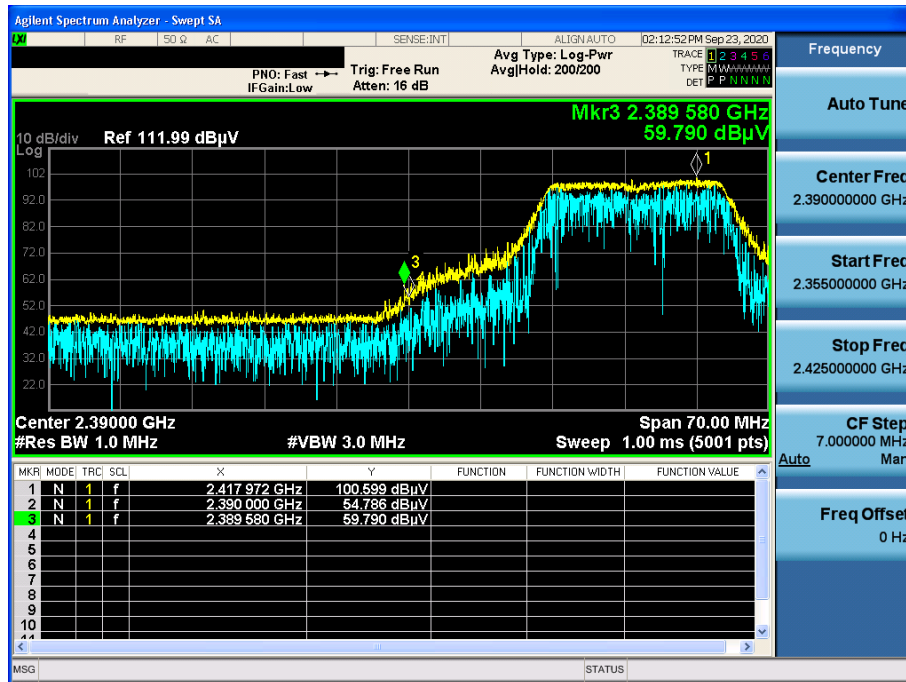 Agilent Spectrum Analyzer - Swept SA
LXI RF 50 Ω AC SENSE:INT ALIGN AUTO 02:12:52 PM Sep 23, 2020
PNO: Fast Trig: Free Run Avg Type: Log-Pwr TRACE 1 2 3 4 5 6
IFGain:Low Atten: 16 dB Avg|Hold: 200/200 TYPE M
DET P P N N N N
Mkr3 2.389 580 GHz
59.790 dBµV
10 dB/div Ref 111.99 dBµV
Log
102
92.0
82.0
72.0
62.0
52.0
42.0
32.0
22.0
1
3
Center 2.39000 GHz Span 70.00 MHz
#Res BW 1.0 MHz #VBW 3.0 MHz Sweep 1.00 ms (5001 pts)
MKR MODE TRC SCL X Y FUNCTION FUNCTION WIDTH FUNCTION VALUE
1 N 1 f 2.417 972 GHz 100.599 dBµV
2 N 1 f 2.390 000 GHz 54.786 dBµV
3 N 1 f 2.389 580 GHz 59.790 dBµV
4
5
6
7
8
9
10
MSG STATUS
Frequency
Auto Tune
Center Freq
2.390000000 GHz
Start Freq
2.355000000 GHz
Stop Freq
2.425000000 GHz
CF Step
7.000000 MHz
Auto Man
Freq Offset
0 Hz